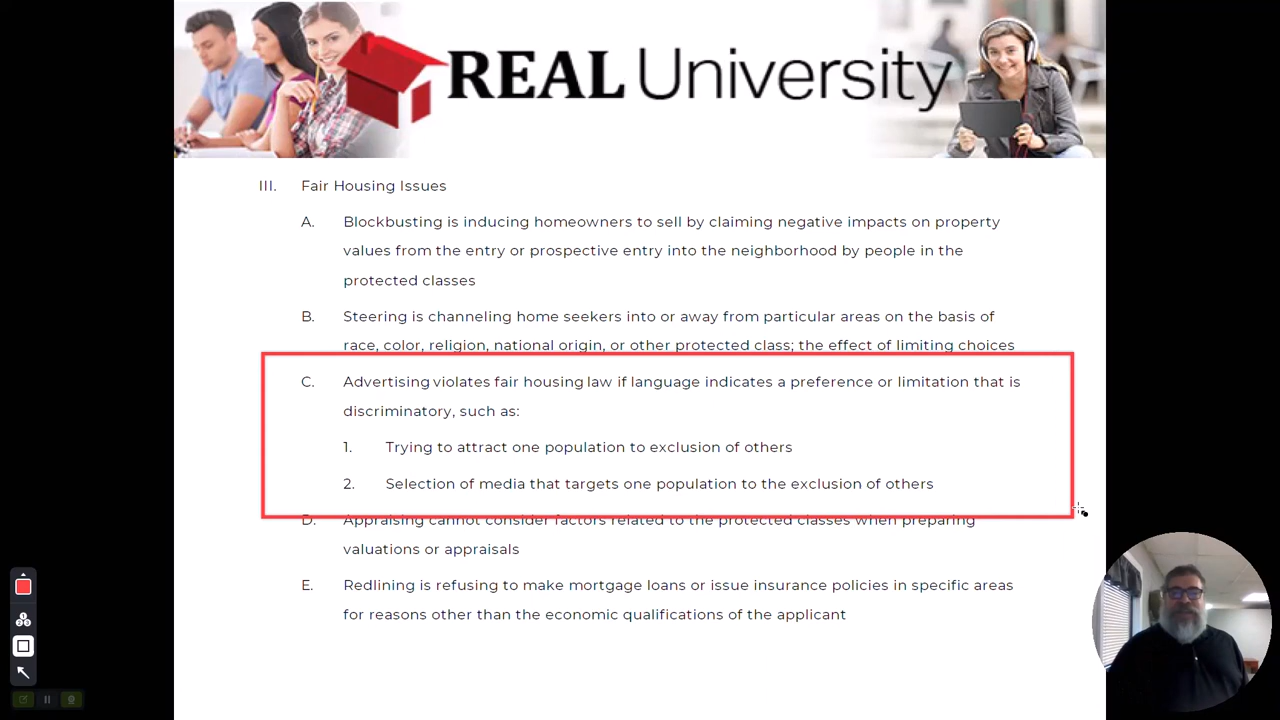 REAL University
III. Fair Housing Issues
A. Blockbusting is inducing homeowners to sell by claiming negative impacts on property
values from the entry or prospective entry into the neighborhood by people in the
protected classes
B. Steering is channeling home seekers into or away from particular areas on the basis of
race, color, religion, national origin, or other protected class; the effect of limiting choices
C. Advertising violates fair housing law if language indicates a preference or limitation that is
discriminatory, such as:
1. Trying to attract one population to exclusion of others
2. Selection of media that targets one population to the exclusion of others
D. Appraising cannot consider factors related to the protected classes when preparing
valuations or appraisals
E. Redlining is refusing to make mortgage loans or issue insurance policies in specific areas
for reasons other than the economic qualifications of the applicant